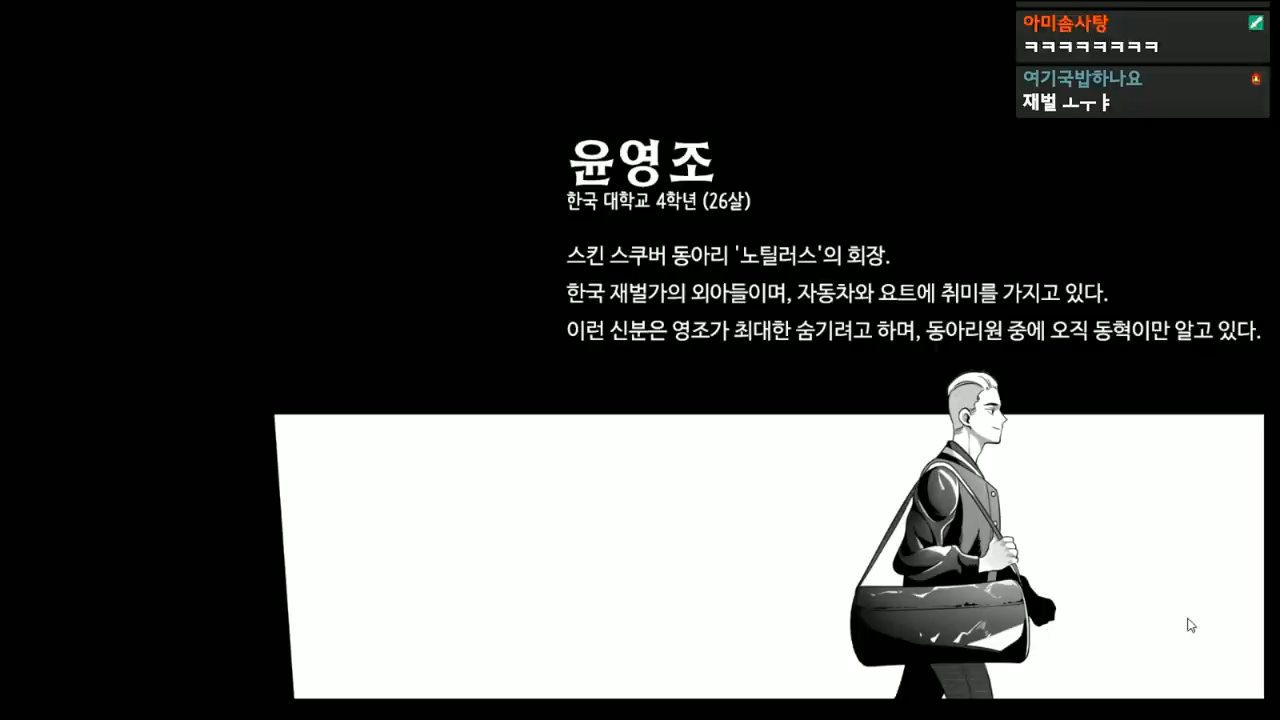 아미솜사탕
ㅋㅋㅋㅋㅋㅋㅋㅋ
여기국밥하나요
재벌 ㅗㅜㅑ
윤영조
한국 대학교 4학년 (26살)
스킨 스쿠버 동아리 '노틸러스'의 회장.
한국 재벌가의 외아들이며, 자동차와 요트에 취미를 가지고 있다.
이런 신분은 영조가 최대한 숨기려고 하며, 동아리원 중에 오직 동혁이만 알고 있다.